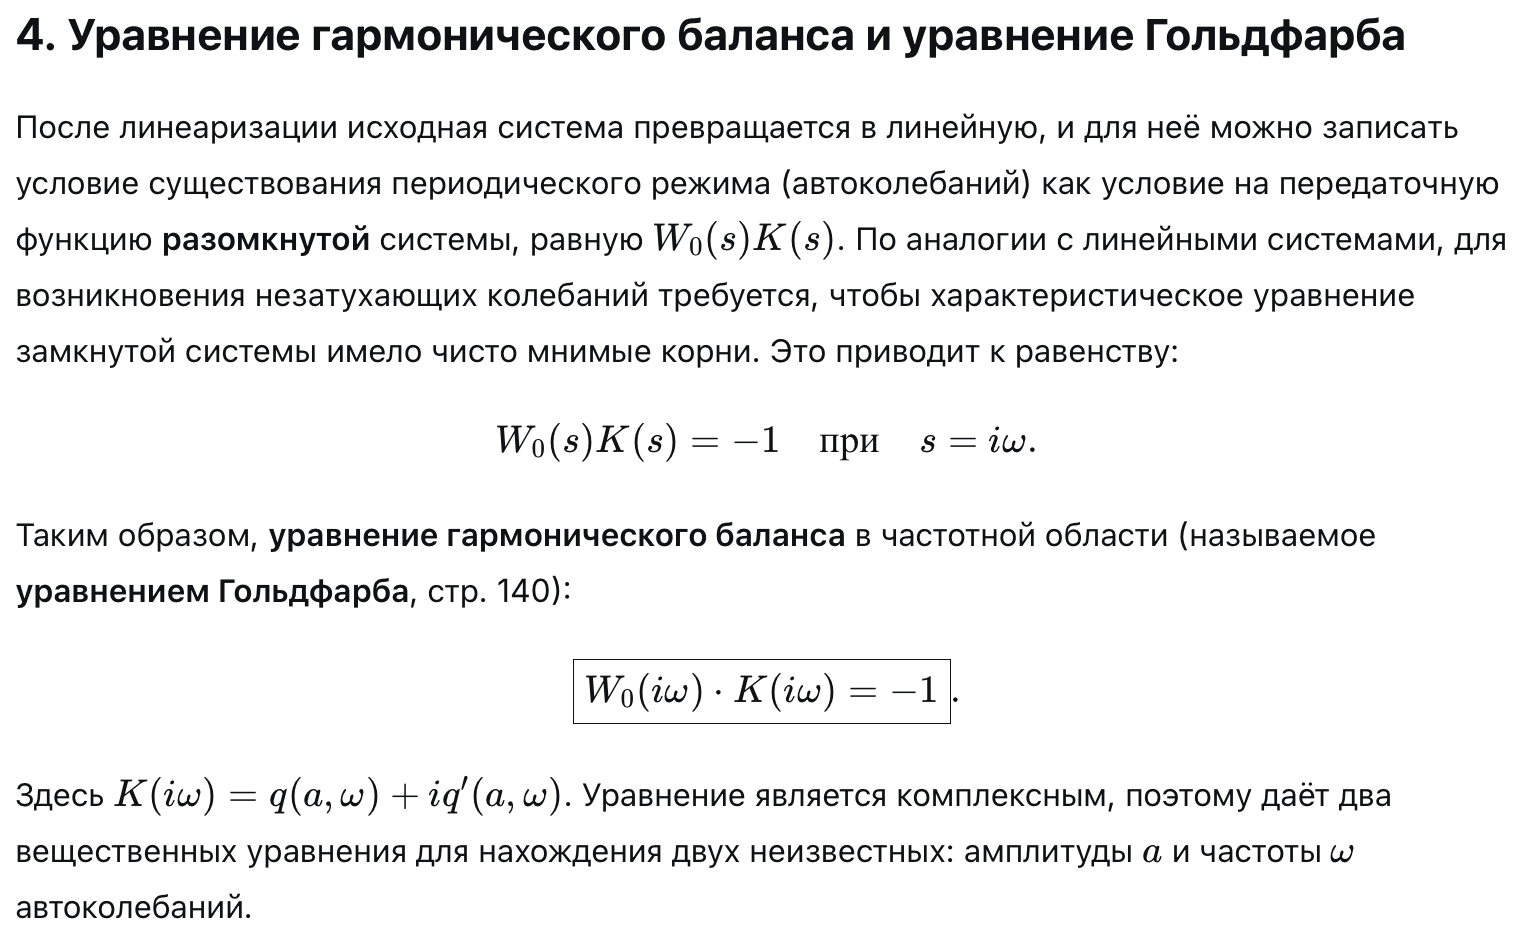 4. Уравнение гармонического баланса и уравнение Гольдфарба
После линеаризации исходная система превращается в линейную, и для неё можно записать
условие существования периодического режима (автоколебаний) как условие на передаточную
функцию разомкнутой системы, равную W₀(s)K(s). По аналогии с линейными системами, для
возникновения незатухающих колебаний требуется, чтобы характеристическое уравнение
замкнутой системы имело чисто мнимые корни. Это приводит к равенству:
W₀(s)K(s) = −1 при s = iω.
Таким образом, уравнение гармонического баланса в частотной области (называемое
уравнением Гольдфарба, стр. 140):
W₀(iω) · K(iω) = −1.
Здесь K(iω) = q(a, ω) + iq′(a, ω). Уравнение является комплексным, поэтому даёт два
вещественных уравнения для нахождения двух неизвестных: амплитуды a и частоты ω
автоколебаний.